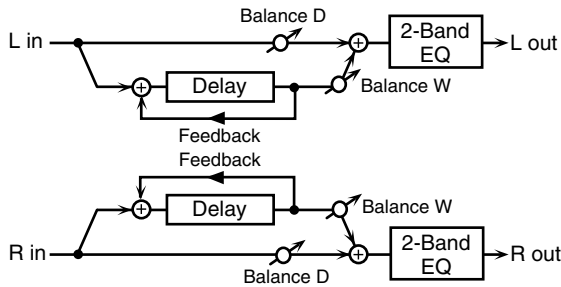 Balance D
L in
+
2-Band
EQ
L out
+
Delay
Balance W
Feedback
Feedback
+
Delay
Balance W
R in
+
2-Band
EQ
R out
Balance D